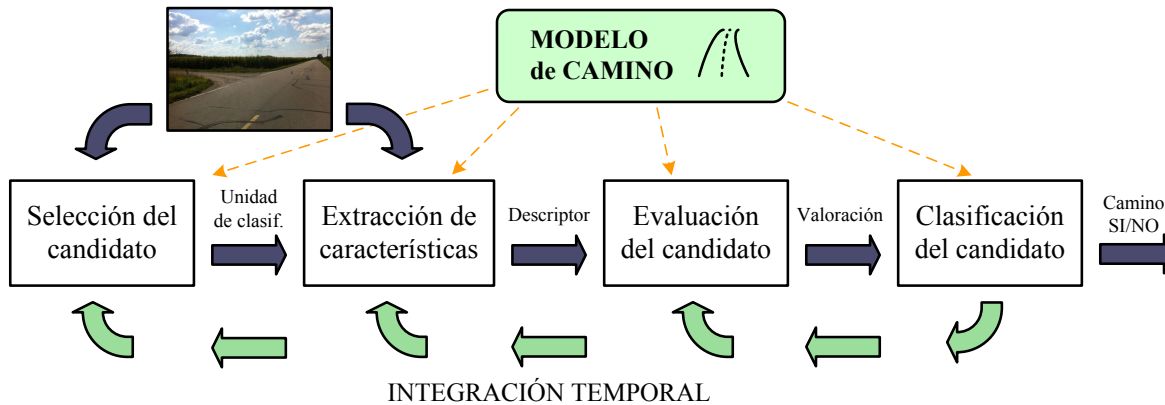 MODELO
de CAMINO
Selección del
candidato
Unidad
de clasif.
Extracción de
características
Descriptor
Evaluación
del candidato
Valoración
Clasificación
del candidato
Camino
SI/NO
INTEGRACIÓN TEMPORAL